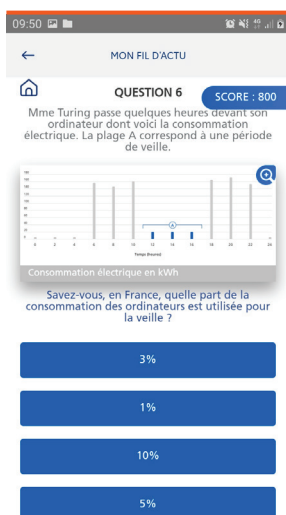 09:50
4G
MON FIL D'ACTU
QUESTION 6
SCORE : 800
Mme Turing passe quelques heures devant son
ordinateur dont voici la consommation
électrique. La plage A correspond à une période
de veille.
A
0 2 4 6 8 10 12 14 16 18 20 22 24
Temps (heures)
Consommation électrique en kWh
Savez-vous, en France, quelle part de la
consommation des ordinateurs est utilisée pour
la veille ?
3%
1%
10%
5%